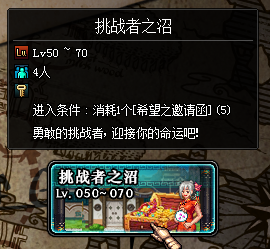 挑战者之沼
Lv50 ~ 70
4人
进入条件：消耗1个[希望之邀请函] (5)
勇敢的挑战者，迎接你的命运吧!
挑战者之沼
Lv. 050~070